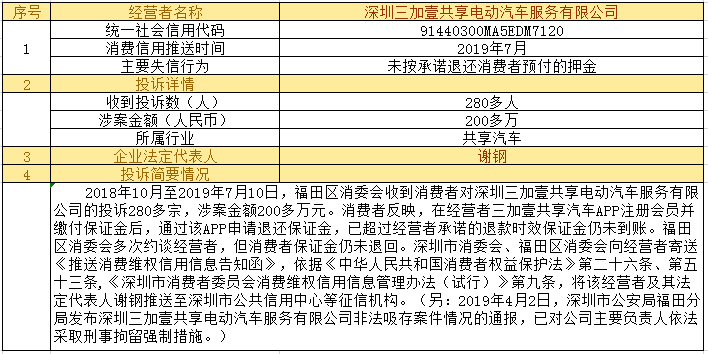 序号 经营者名称 深圳三加壹共享电动汽车服务有限公司
1 统一社会信用代码 91440300MA5EDM7120
消费信用推送时间 2019年7月
主要失信行为 未按承诺退还消费者预付的押金
2 投诉详情
收到投诉数（人） 280多人
涉案金额（人民币） 200多万
所属行业 共享汽车
3 企业法定代表人 谢钢
4 投诉简要情况
2018年10月至2019年7月10日，福田区消委会收到消费者对深圳三加壹共享电动汽车服务有限
公司的投诉280多宗，涉案金额200多万元。消费者反映，在经营者三加壹共享汽车APP注册会员并
缴付保证金后，通过该APP申请退还保证金，已超过经营者承诺的退款时效保证金仍未到账。福田
区消委会多次约谈经营者，但消费者保证金仍未退回。深圳市消委会、福田区消委会向经营者寄送
《推送消费维权信用信息告知函》，依据《中华人民共和国消费者权益保护法》第二十六条、第五
十三条,《深圳市消费者委员会消费维权信用信息管理办法（试行）》第九条，将该经营者及其法
定代表人谢钢推送至深圳市公共信用中心等征信机构。（另：2019年4月2日，深圳市公安局福田分
局发布深圳三加壹共享电动汽车服务有限公司非法吸存案件情况的通报，已对公司主要负责人依法
采取刑事拘留强制措施。）